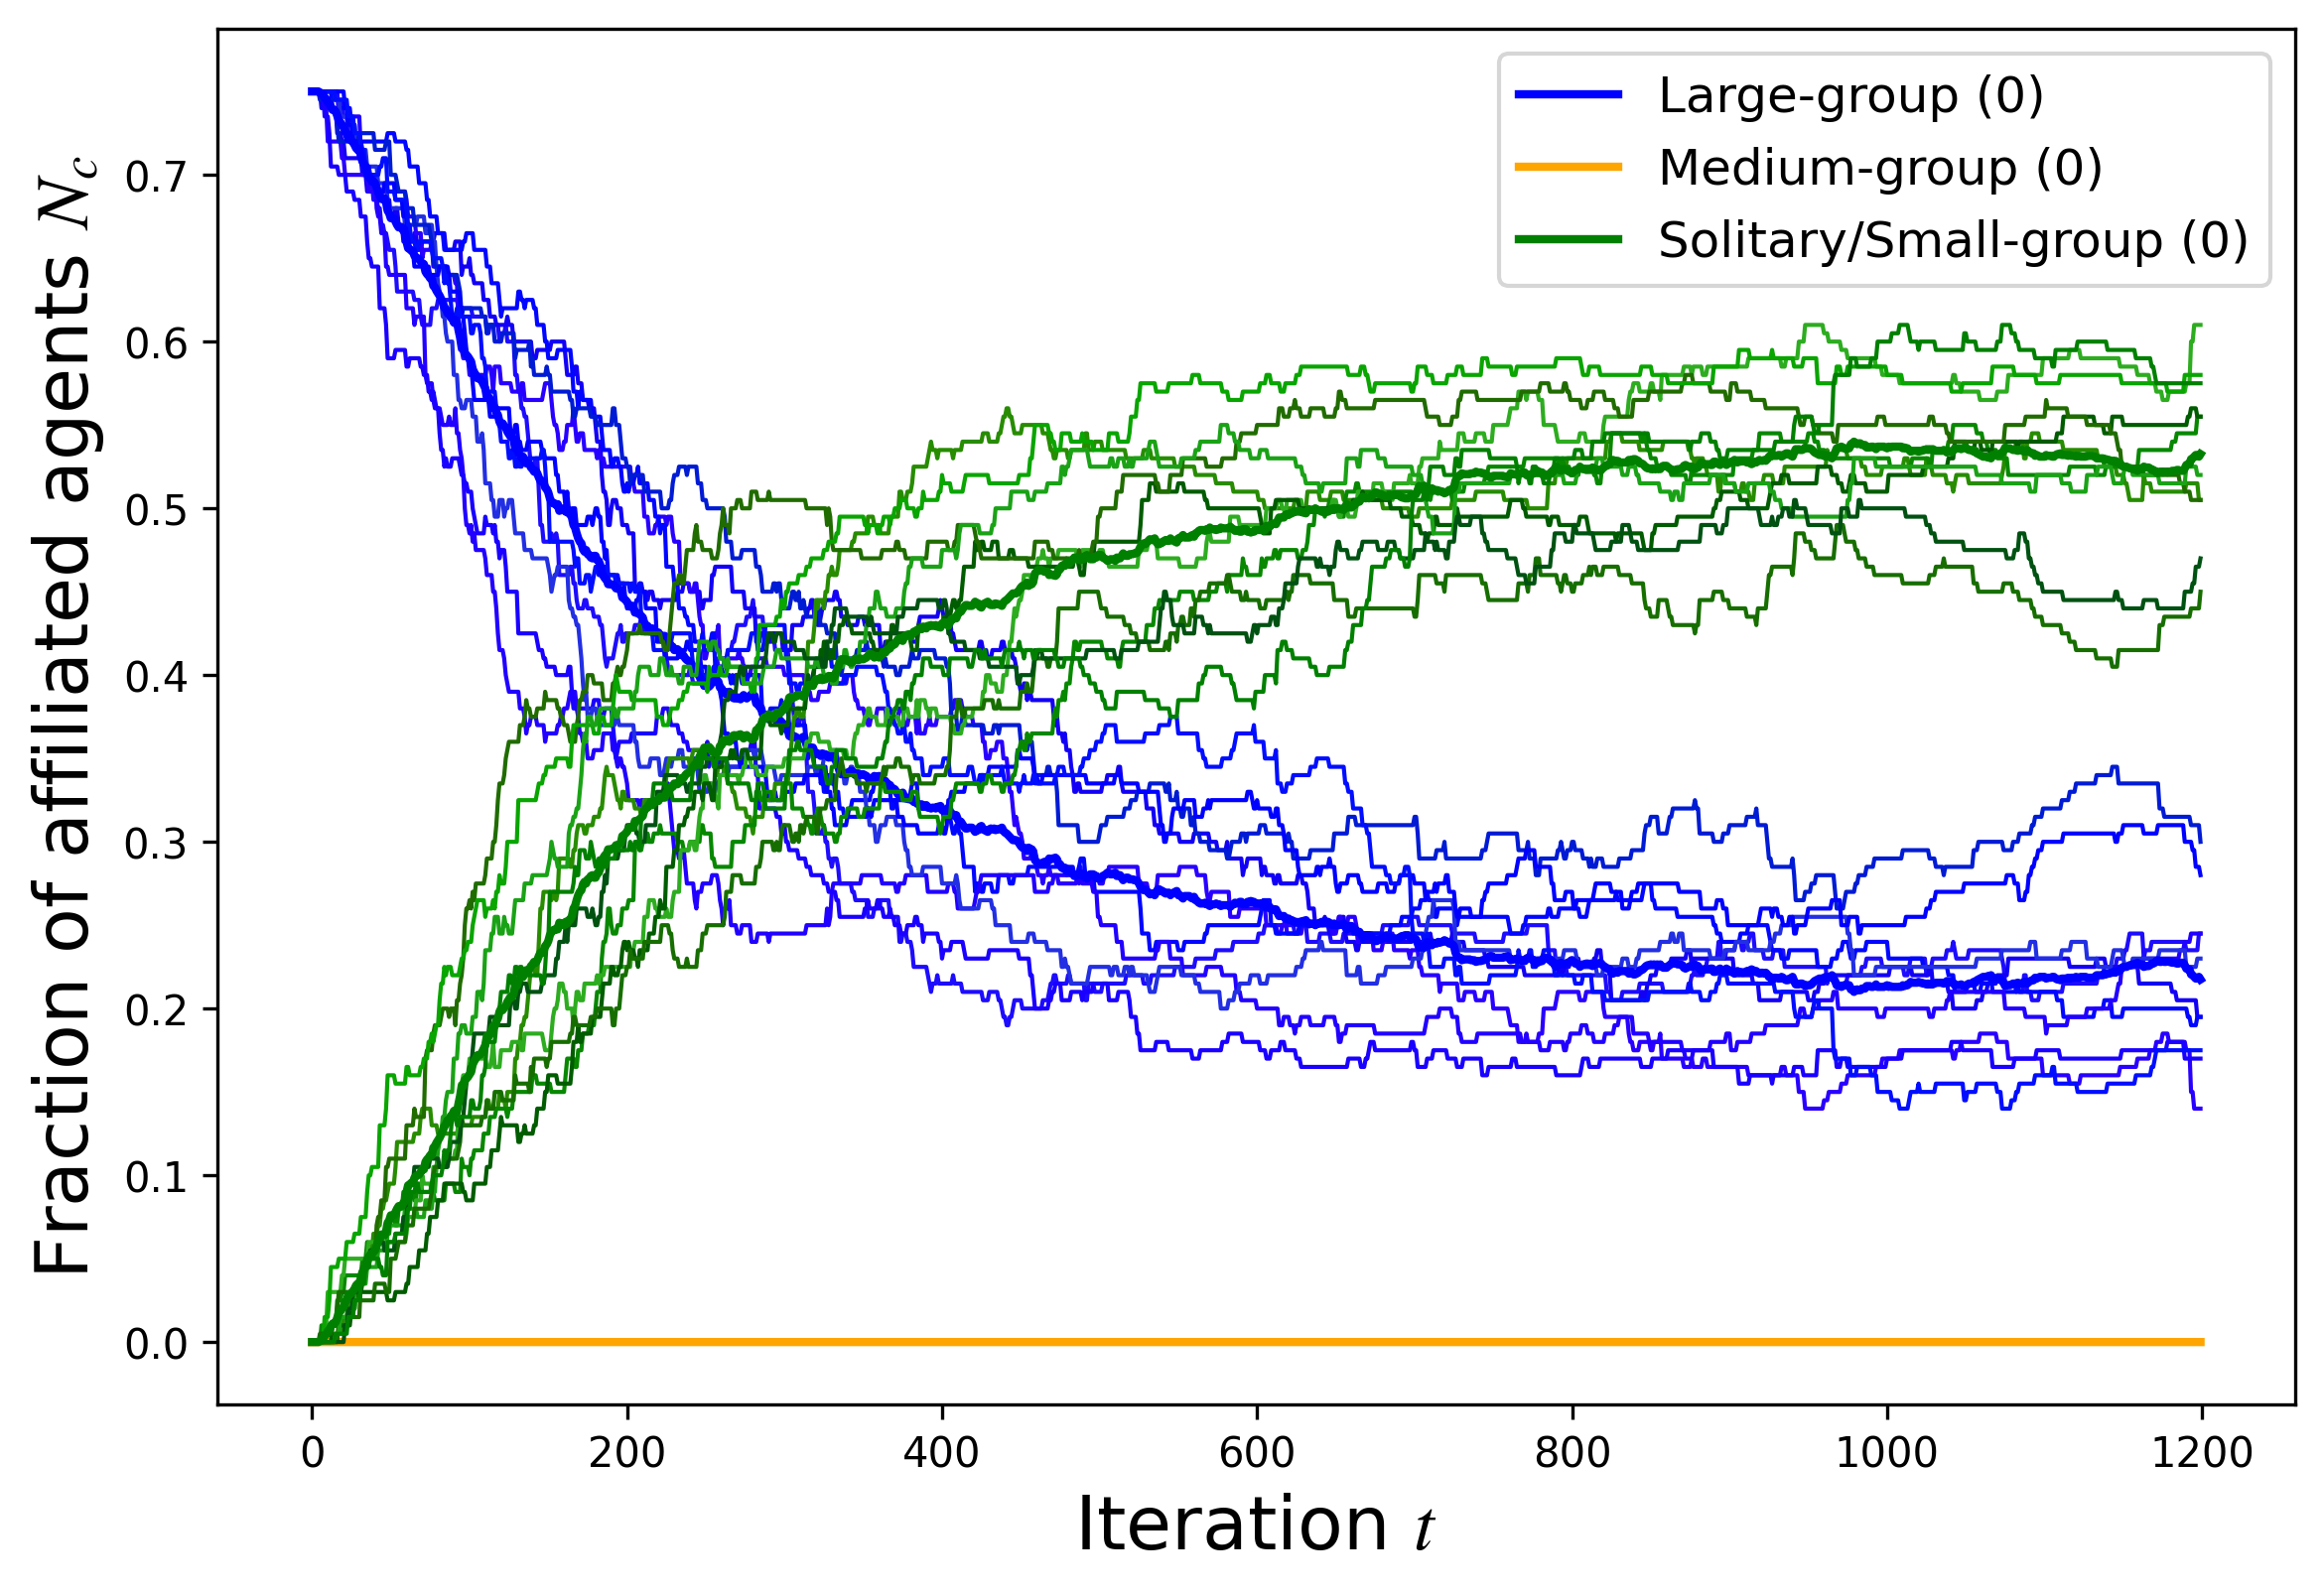 Large-group (0)
Medium-group (0)
Solitary/Small-group (0)
Fraction of affiliated agents N_c
0.7
0.6
0.5
0.4
0.3
0.2
0.1
0.0
0 200 400 600 800 1000 1200
Iteration t